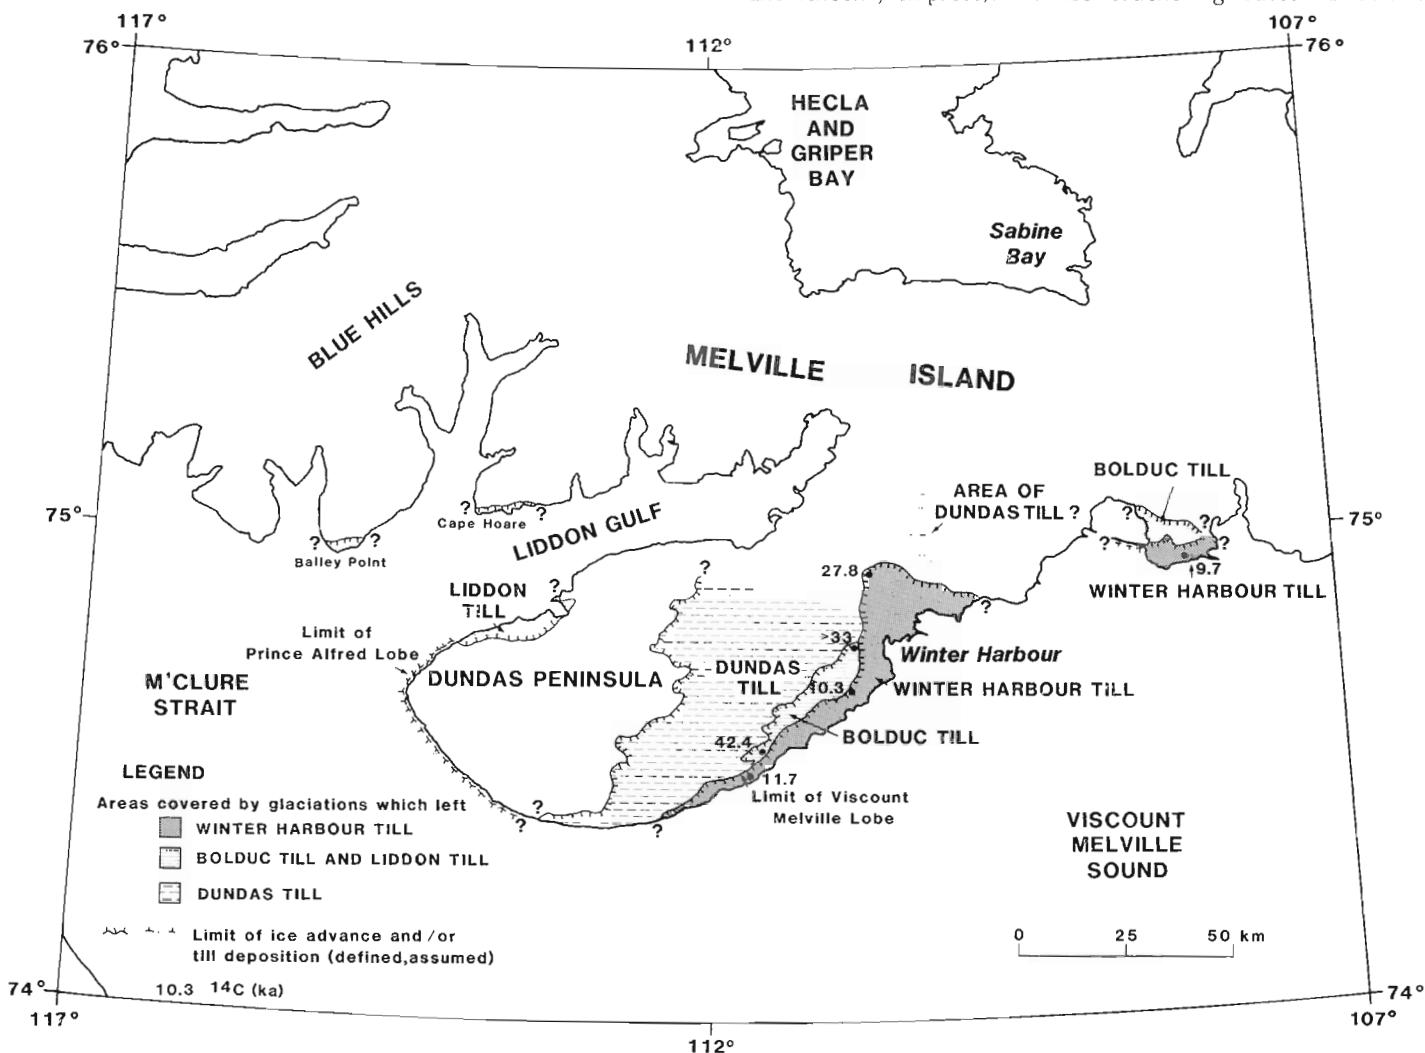 117°
107°
76°
112°
76°
HECLA
AND
GRIPER
BAY
Sabine
Bay
BLUE HILLS
MELVILLE ISLAND
BOLDUC TILL
AREA OF
DUNDAS TILL ?
75°
75°
?
?
?
?
Cape Hoare
LIDDON GULF
?
?
?
?
Bailey Point
9.7
WINTER HARBOUR TILL
27.8
?
?
LIDDON
TILL
?
Limit of
Prince Alfred Lobe
>33
Winter Harbour
DUNDAS PENINSULA
DUNDAS
TILL
10.3
WINTER HARBOUR TILL
M'CLURE
STRAIT
42.4
BOLDUC TILL
11.7
Limit of Viscount
Melville Lobe
?
?
?
VISCOUNT
MELVILLE
SOUND
LEGEND
Areas covered by glaciations which left
WINTER HARBOUR TILL
BOLDUC TILL AND LIDDON TILL
DUNDAS TILL
Limit of ice advance and /or
till deposition (defined,assumed)
10.3 14C (ka)
0 25 50 km
74°
74°
117°
112°
107°